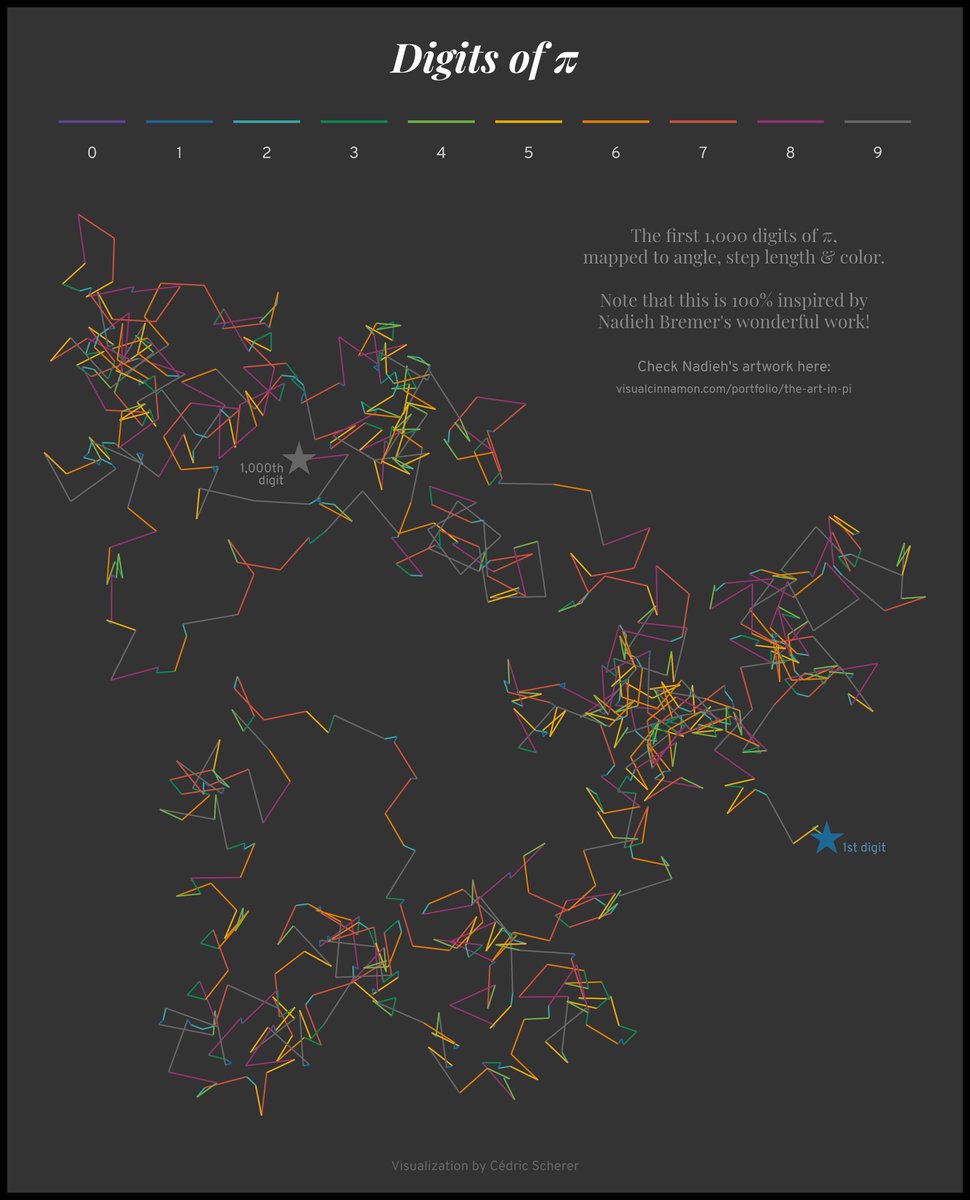 Digits of π
0 1 2 3 4 5 6 7 8 9
The first 1,000 digits of π,
mapped to angle, step length & color.
Note that this is 100% inspired by
Nadieh Bremer's wonderful work!
Check Nadieh's artwork here:
visualcinnamon.com/portfolio/the-art-in-pi
1,000th
digit
1st digit
Visualization by Cédric Scherer